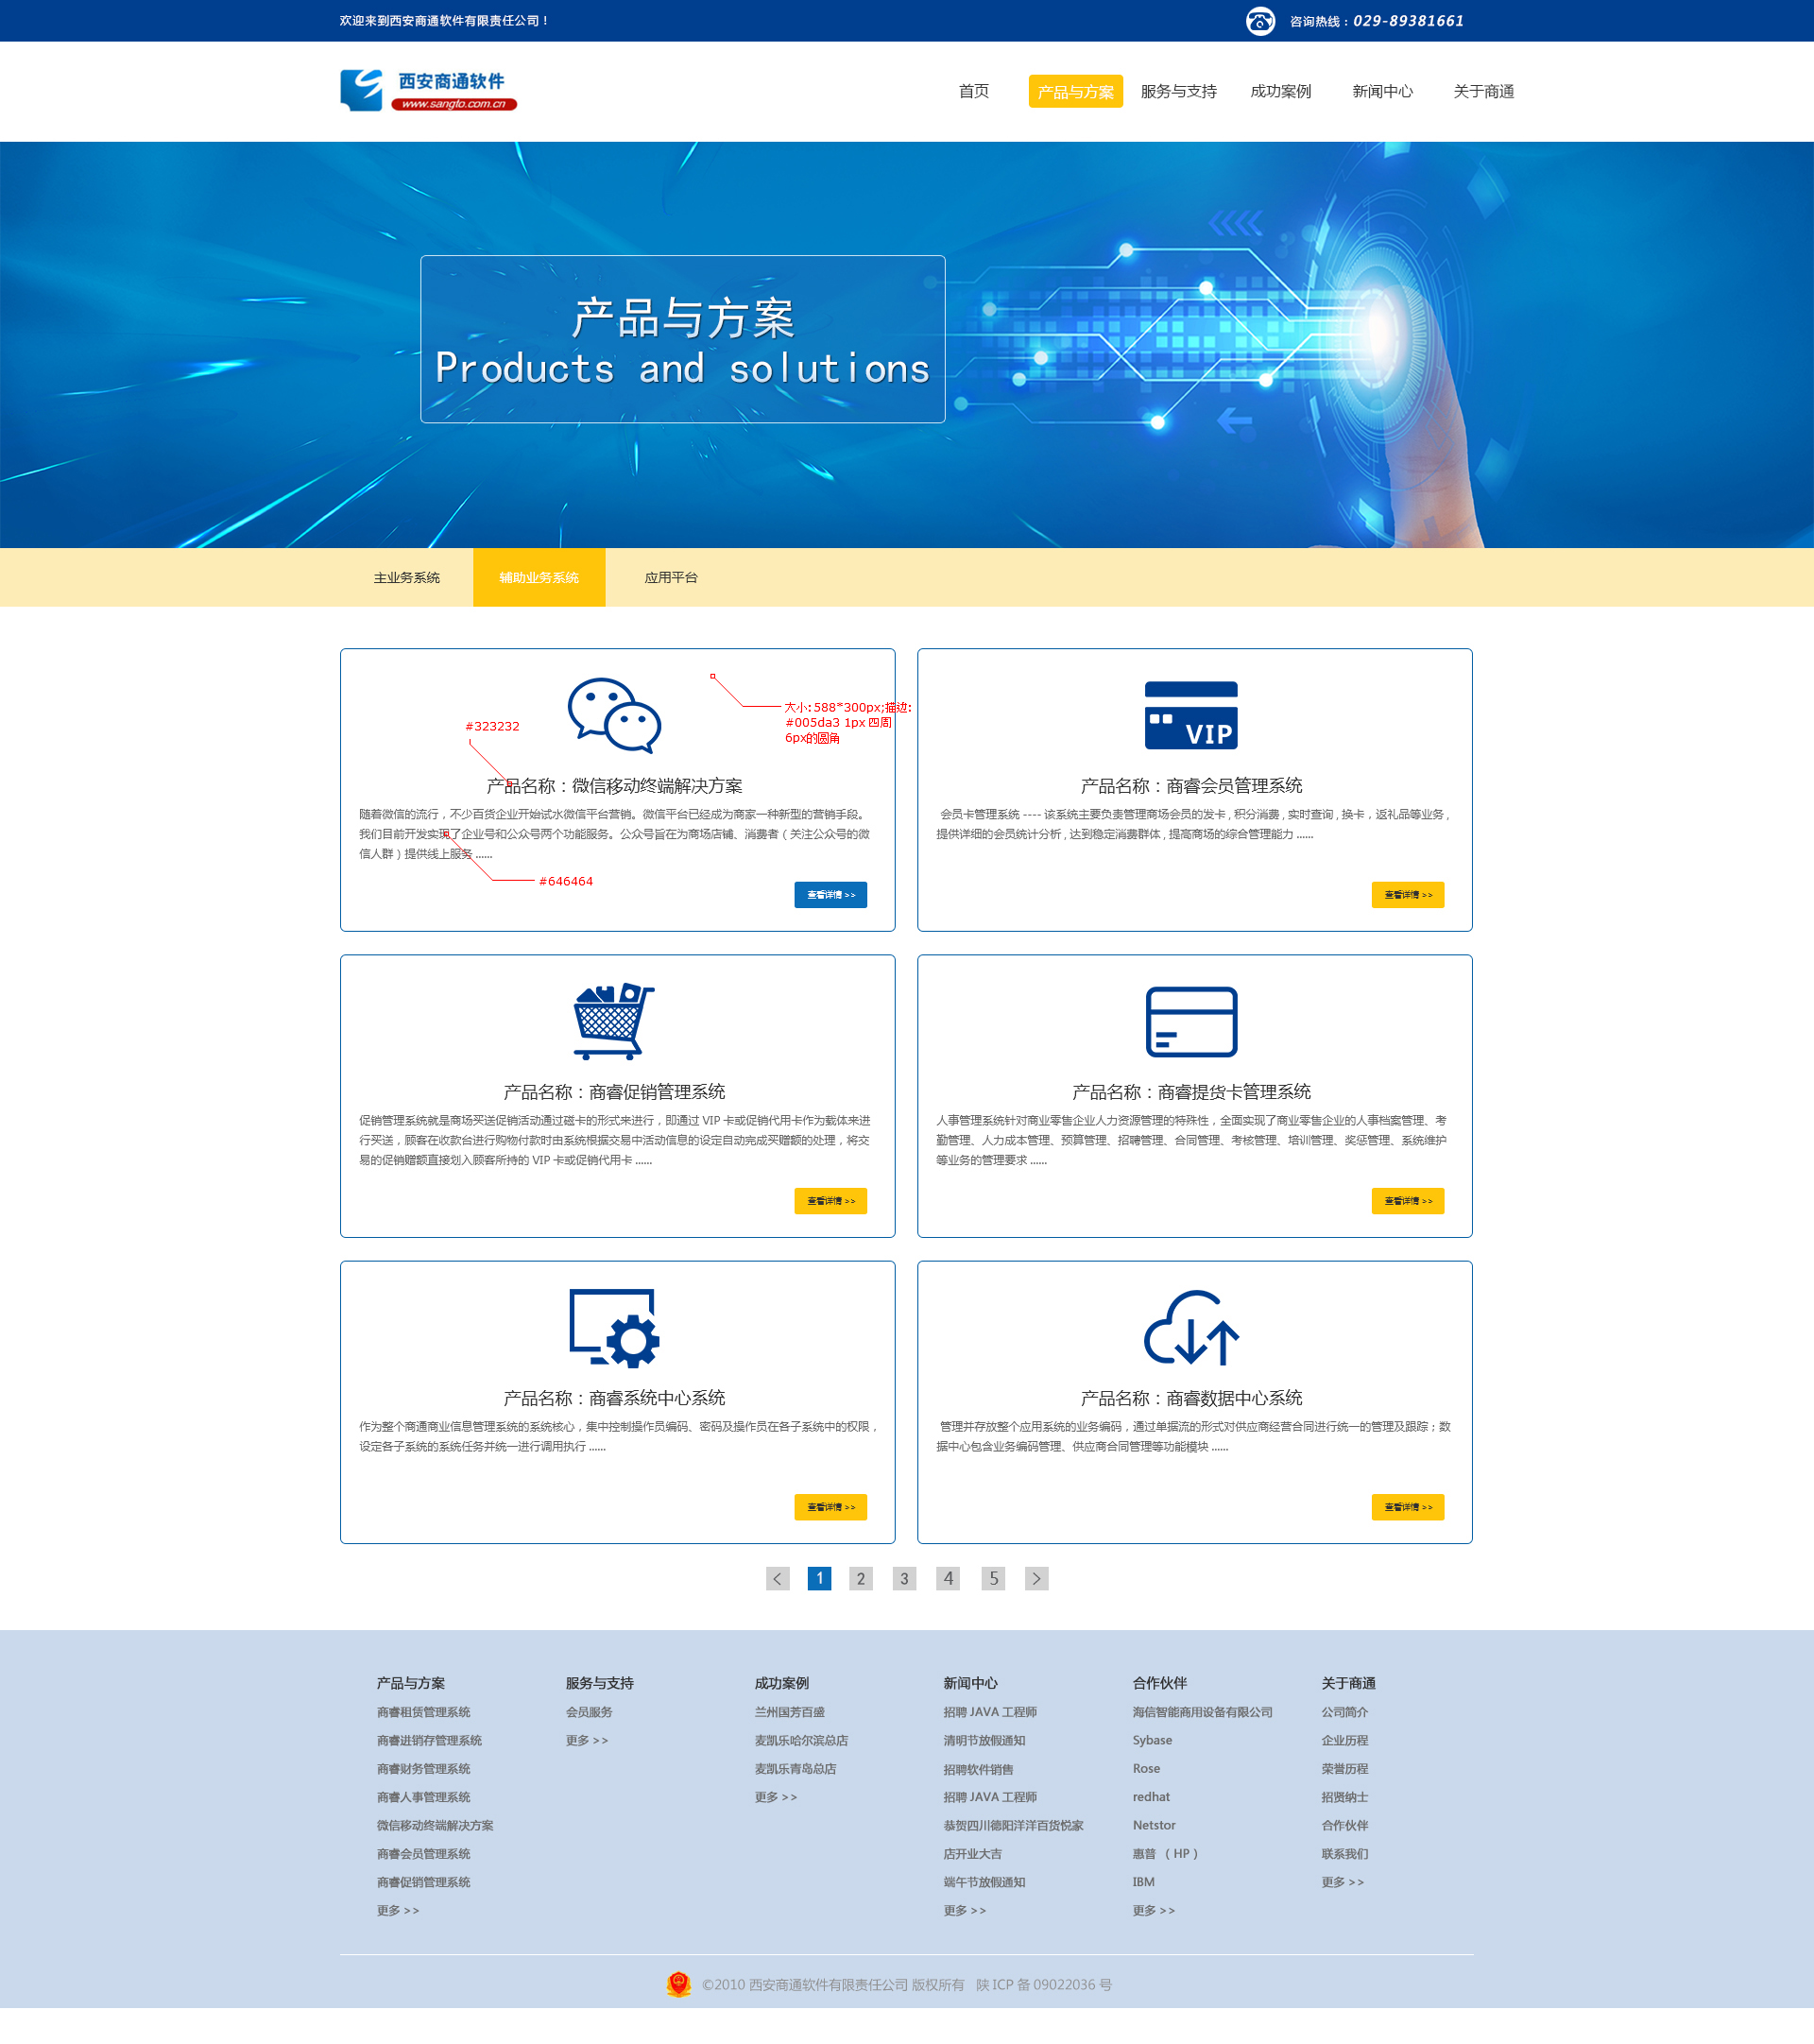 欢迎来到西安商通软件有限责任公司！
咨询热线：029-89381661
西安商通软件
www.sangto.com.cn
首页 产品与方案 服务与支持 成功案例 新闻中心 关于商通
产品与方案
Products and solutions
主业务系统 辅助业务系统 应用平台
#323232
大小:588*300px;描边:
#005da3 1px 四周
6px的圆角
产品名称：微信移动终端解决方案
随着微信的流行，不少百货企业开始试水微信平台营销。微信平台已经成为商家一种新型的营销手段。
我们目前开发实现了企业号和公众号两个功能服务。公众号旨在为商场店铺、消费者（关注公众号的微
信人群）提供线上服务 ......
#646464
查看详情 >>
VIP
产品名称：商睿会员管理系统
会员卡管理系统 ---- 该系统主要负责管理商场会员的发卡 , 积分消费 , 实时查询 , 换卡，返礼品等业务 ,
提供详细的会员统计分析 , 达到稳定消费群体 , 提高商场的综合管理能力 ......
查看详情 >>
产品名称：商睿促销管理系统
促销管理系统就是商场买送促销活动通过磁卡的形式来进行，即通过 VIP 卡或促销代用卡作为载体来进
行买送，顾客在收款台进行购物付款时由系统根据交易中活动信息的设定自动完成买赠额的处理，将交
易的促销赠额直接划入顾客所持的 VIP 卡或促销代用卡 ......
查看详情 >>
产品名称：商睿提货卡管理系统
人事管理系统针对商业零售企业人力资源管理的特殊性，全面实现了商业零售企业的人事档案管理、考
勤管理、人力成本管理、预算管理、招聘管理、合同管理、考核管理、培训管理、奖惩管理、系统维护
等业务的管理要求 ......
查看详情 >>
产品名称：商睿系统中心系统
作为整个商通商业信息管理系统的系统核心，集中控制操作员编码、密码及操作员在各子系统中的权限，
设定各子系统的系统任务并统一进行调用执行 ......
查看详情 >>
产品名称：商睿数据中心系统
管理并存放整个应用系统的业务编码，通过单据流的形式对供应商经营合同进行统一的管理及跟踪；数
据中心包含业务编码管理、供应商合同管理等功能模块 ......
查看详情 >>
< 1 2 3 4 5 >
产品与方案
商睿租赁管理系统
商睿进销存管理系统
商睿财务管理系统
商睿人事管理系统
微信移动终端解决方案
商睿会员管理系统
商睿促销管理系统
更多 >>
服务与支持
会员服务
更多 >>
成功案例
兰州国芳百盛
麦凯乐哈尔滨总店
麦凯乐青岛总店
更多 >>
新闻中心
招聘 JAVA 工程师
清明节放假通知
招聘软件销售
招聘 JAVA 工程师
恭贺四川德阳洋洋百货悦家
店开业大吉
端午节放假通知
更多 >>
合作伙伴
海信智能商用设备有限公司
Sybase
Rose
redhat
Netstor
惠普 （ HP ）
IBM
更多 >>
关于商通
公司简介
企业历程
荣誉历程
招贤纳士
合作伙伴
联系我们
更多 >>
©2010 西安商通软件有限责任公司 版权所有 陕 ICP 备 09022036 号